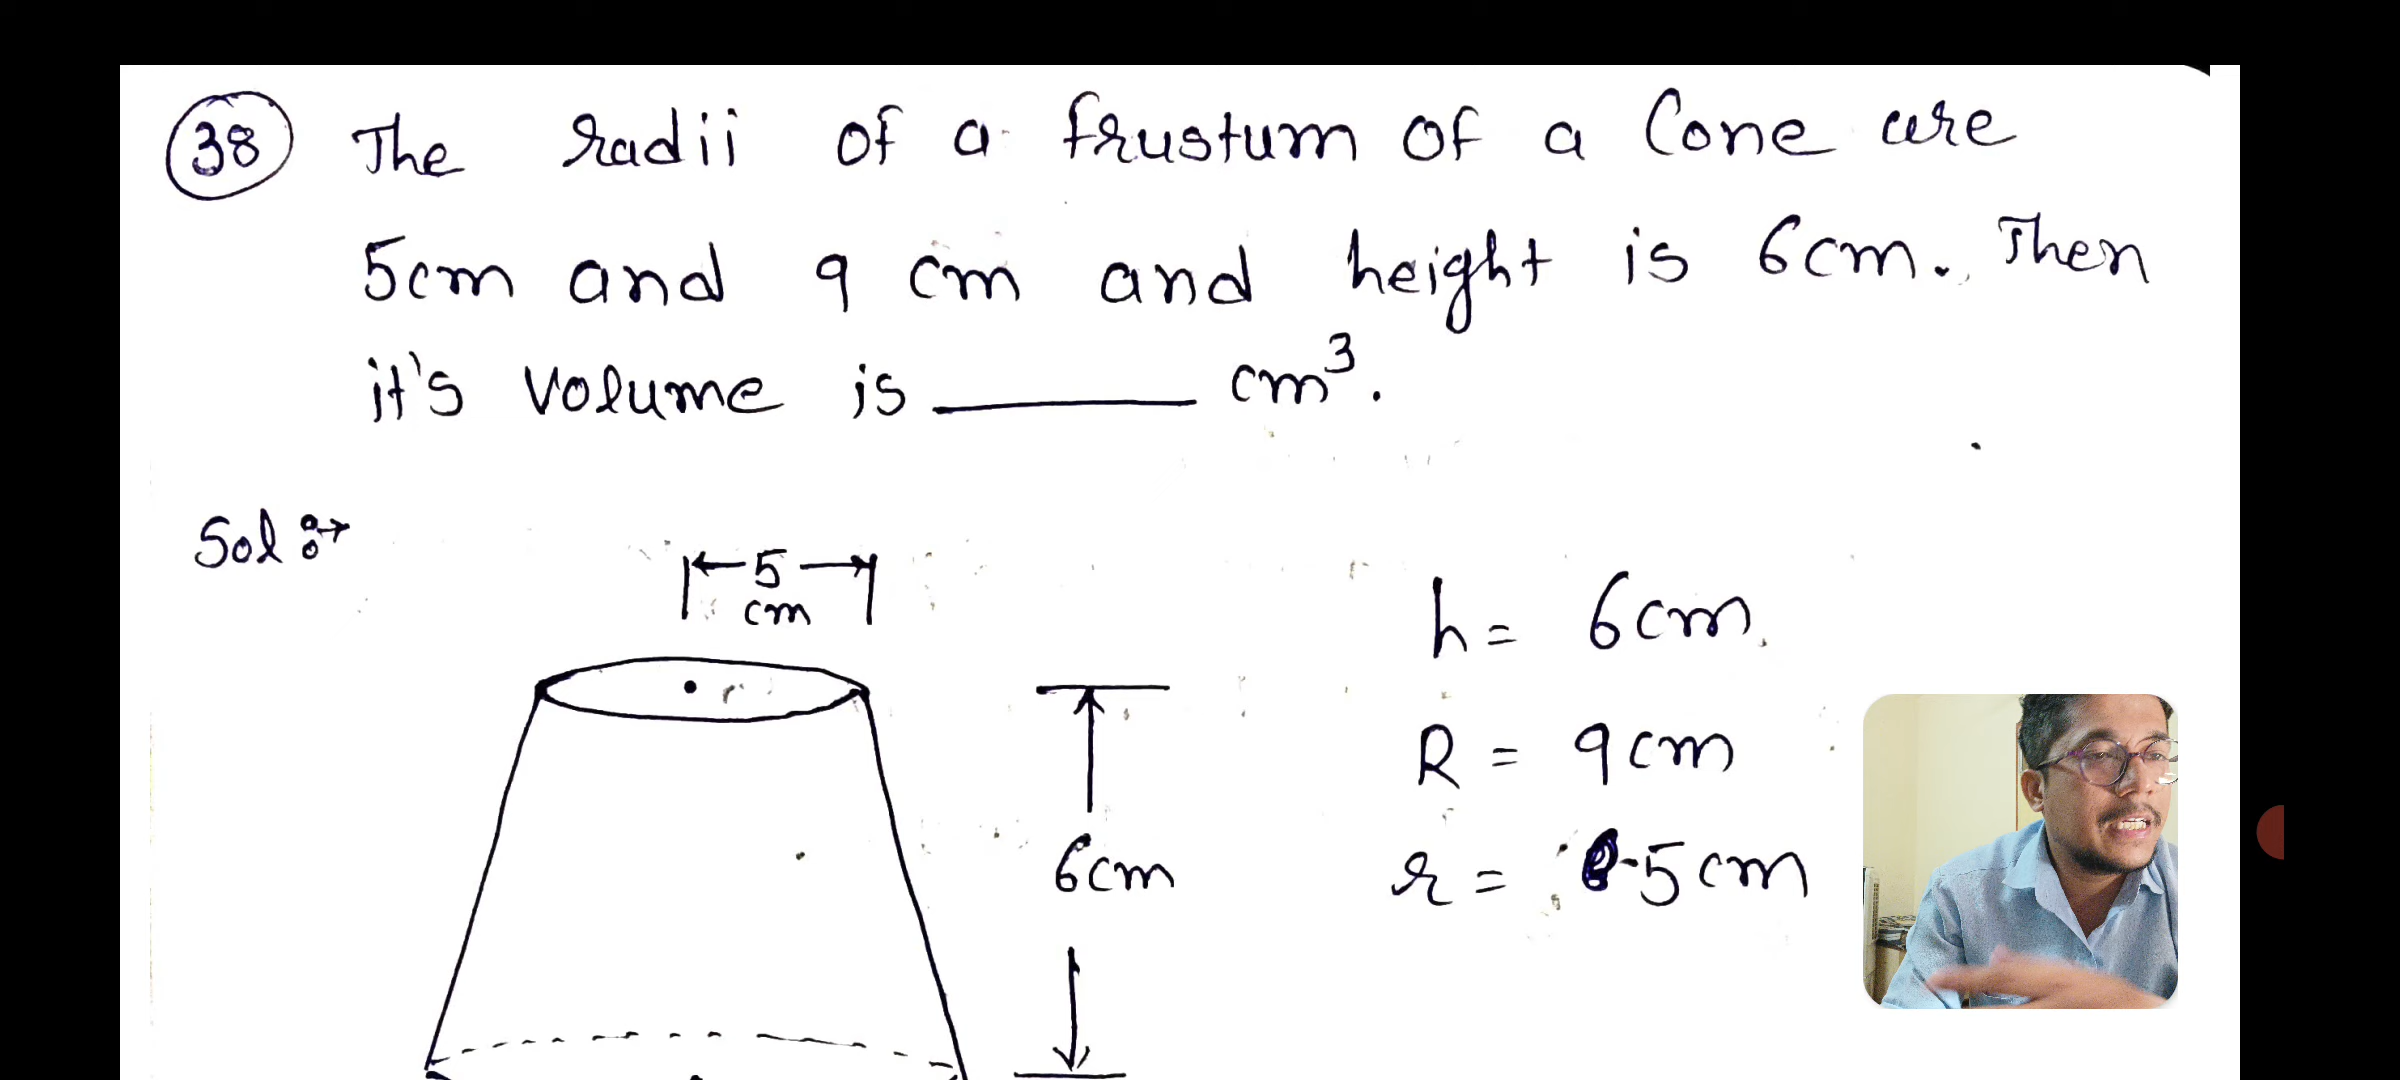 38 The radii of a frustum of a Cone are
5cm and 9 cm and height is 6cm. Then
it's volume is ______ cm³.
Sol :→
5
cm
h = 6cm.
R = 9cm
6cm
r = 5cm